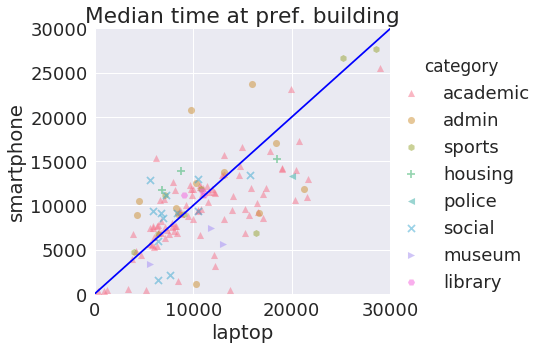 Median time at pref. building
30000
25000
20000
15000
10000
5000
0
smartphone
0 10000 20000 30000
laptop
category
academic
admin
sports
housing
police
social
museum
library